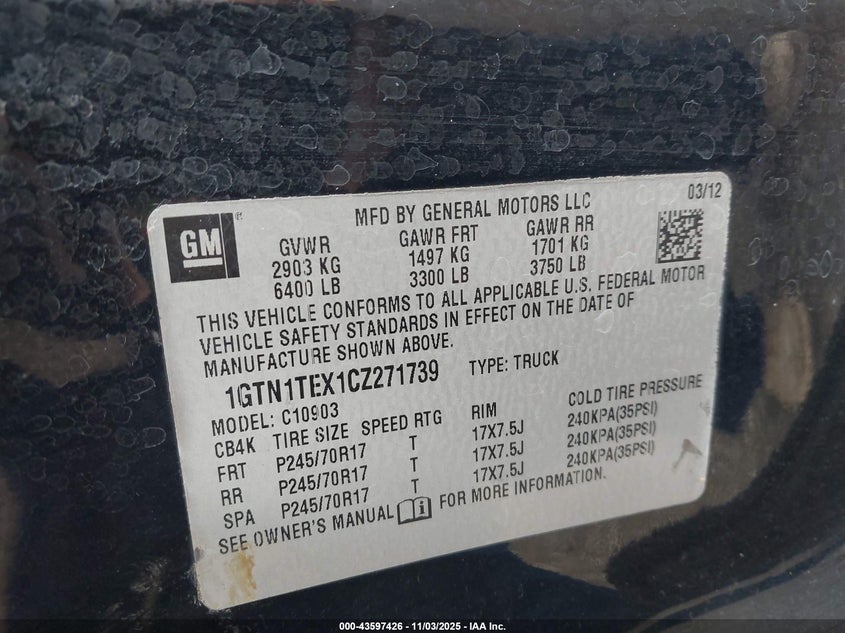 GM
®
MFD BY GENERAL MOTORS LLC
03/12
GVWR GAWR FRT GAWR RR
2903 KG 1497 KG 1701 KG
6400 LB 3300 LB 3750 LB
THIS VEHICLE CONFORMS TO ALL APPLICABLE U.S. FEDERAL MOTOR
VEHICLE SAFETY STANDARDS IN EFFECT ON THE DATE OF
MANUFACTURE SHOWN ABOVE.
1GTN1TEX1CZ271739 TYPE: TRUCK
MODEL: C10903
CB4K TIRE SIZE SPEED RTG RIM COLD TIRE PRESSURE
FRT P245/70R17 T 17X7.5J 240KPA(35PSI)
RR P245/70R17 T 17X7.5J 240KPA(35PSI)
SPA P245/70R17 T 17X7.5J 240KPA(35PSI)
SEE OWNER'S MANUAL FOR MORE INFORMATION.
000-43597426 - 11/03/2025 - IAA Inc.